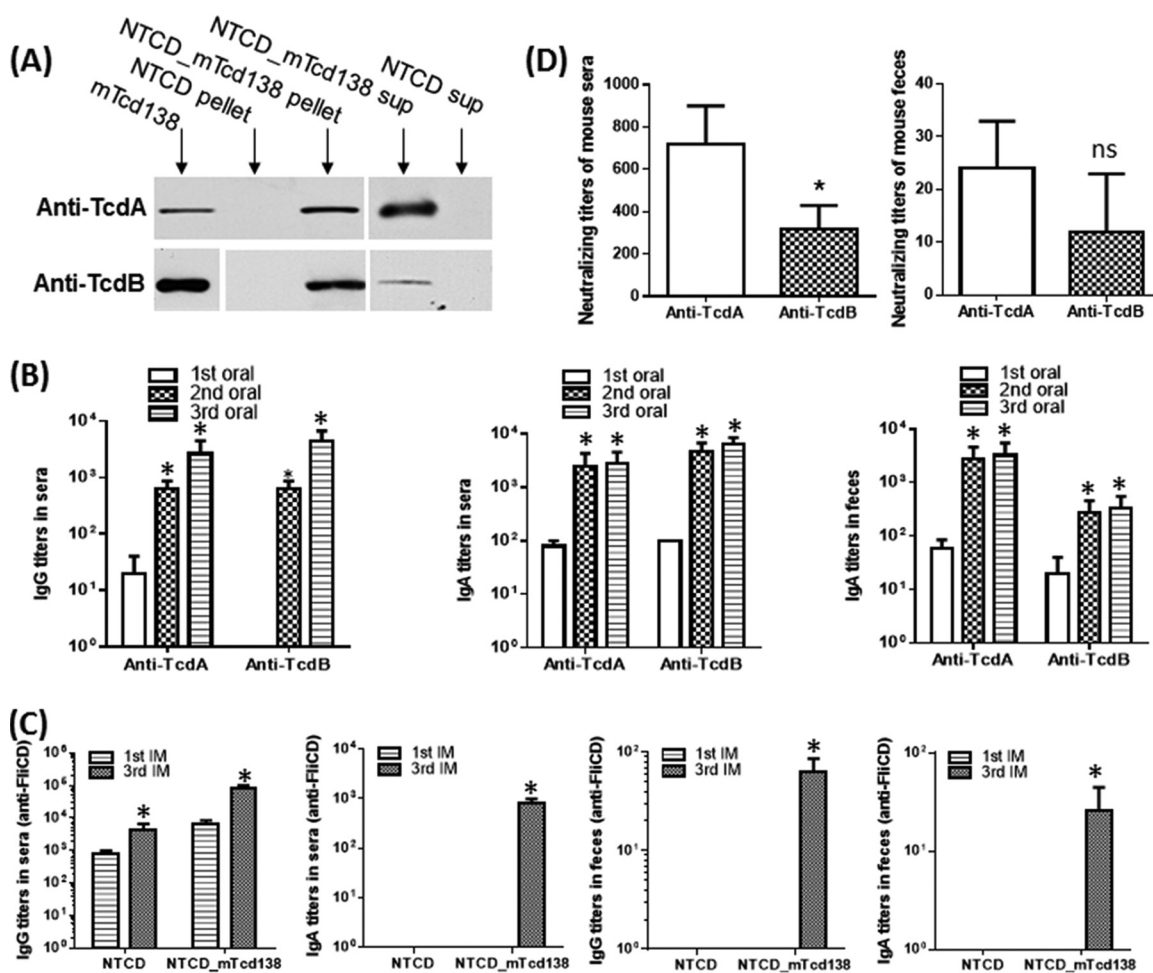 (A)
mTcd138
NTCD pellet
NTCD_mTcd138 pellet
NTCD_mTcd138 sup
NTCD sup
Anti-TcdA
Anti-TcdB
(D)
Neutralizing titers of mouse sera
1000
800
600
400
200
0
*
Anti-TcdA Anti-TcdB
Neutralizing titers of mouse feces
40
30
20
10
0
ns
Anti-TcdA Anti-TcdB
(B)
1st oral
2nd oral
3rd oral
IgG titers in sera
10⁴
10³
10²
10¹
10⁰
* * * *
Anti-TcdA Anti-TcdB
1st oral
2nd oral
3rd oral
IgA titers in sera
10⁴
10³
10²
10¹
10⁰
* * * *
Anti-TcdA Anti-TcdB
1st oral
2nd oral
3rd oral
IgA titers in feces
10⁴
10³
10²
10¹
10⁰
* * * *
Anti-TcdA Anti-TcdB
(C)
1st IM
3rd IM
IgG titers in sera (anti-FliCD)
10⁶
10⁵
10⁴
10³
10²
10¹
10⁰
* *
NTCD NTCD_mTcd138
1st IM
3rd IM
IgA titers in sera (anti-FliCD)
10⁴
10³
10²
10¹
10⁰
*
NTCD NTCD_mTcd138
1st IM
3rd IM
IgG titers in feces (anti-FliCD)
10²
10¹
10⁰
*
NTCD NTCD_mTcd138
1st IM
3rd IM
IgA titers in feces (anti-FliCD)
10²
10¹
10⁰
*
NTCD NTCD_mTcd138